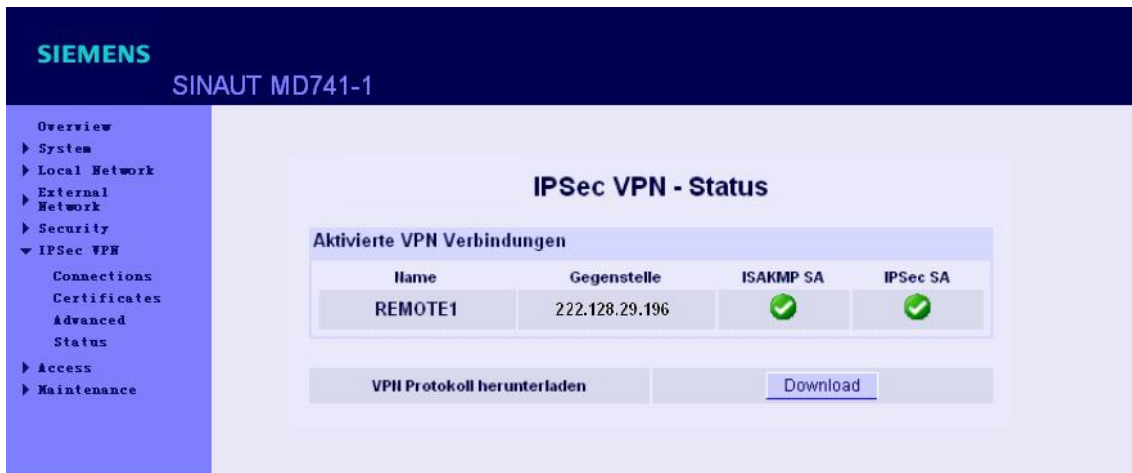 SIEMENS
SINAUT MD741-1
Overview
System
Local Network
External
Network
Security
IPSec VPN
Connections
Certificates
Advanced
Status
Access
Maintenance
IPSec VPN - Status
Aktivierte VPN Verbindungen
Name Gegenstelle ISAKMP SA IPSec SA
REMOTE1 222.128.29.196
VPN Protokoll herunterladen Download